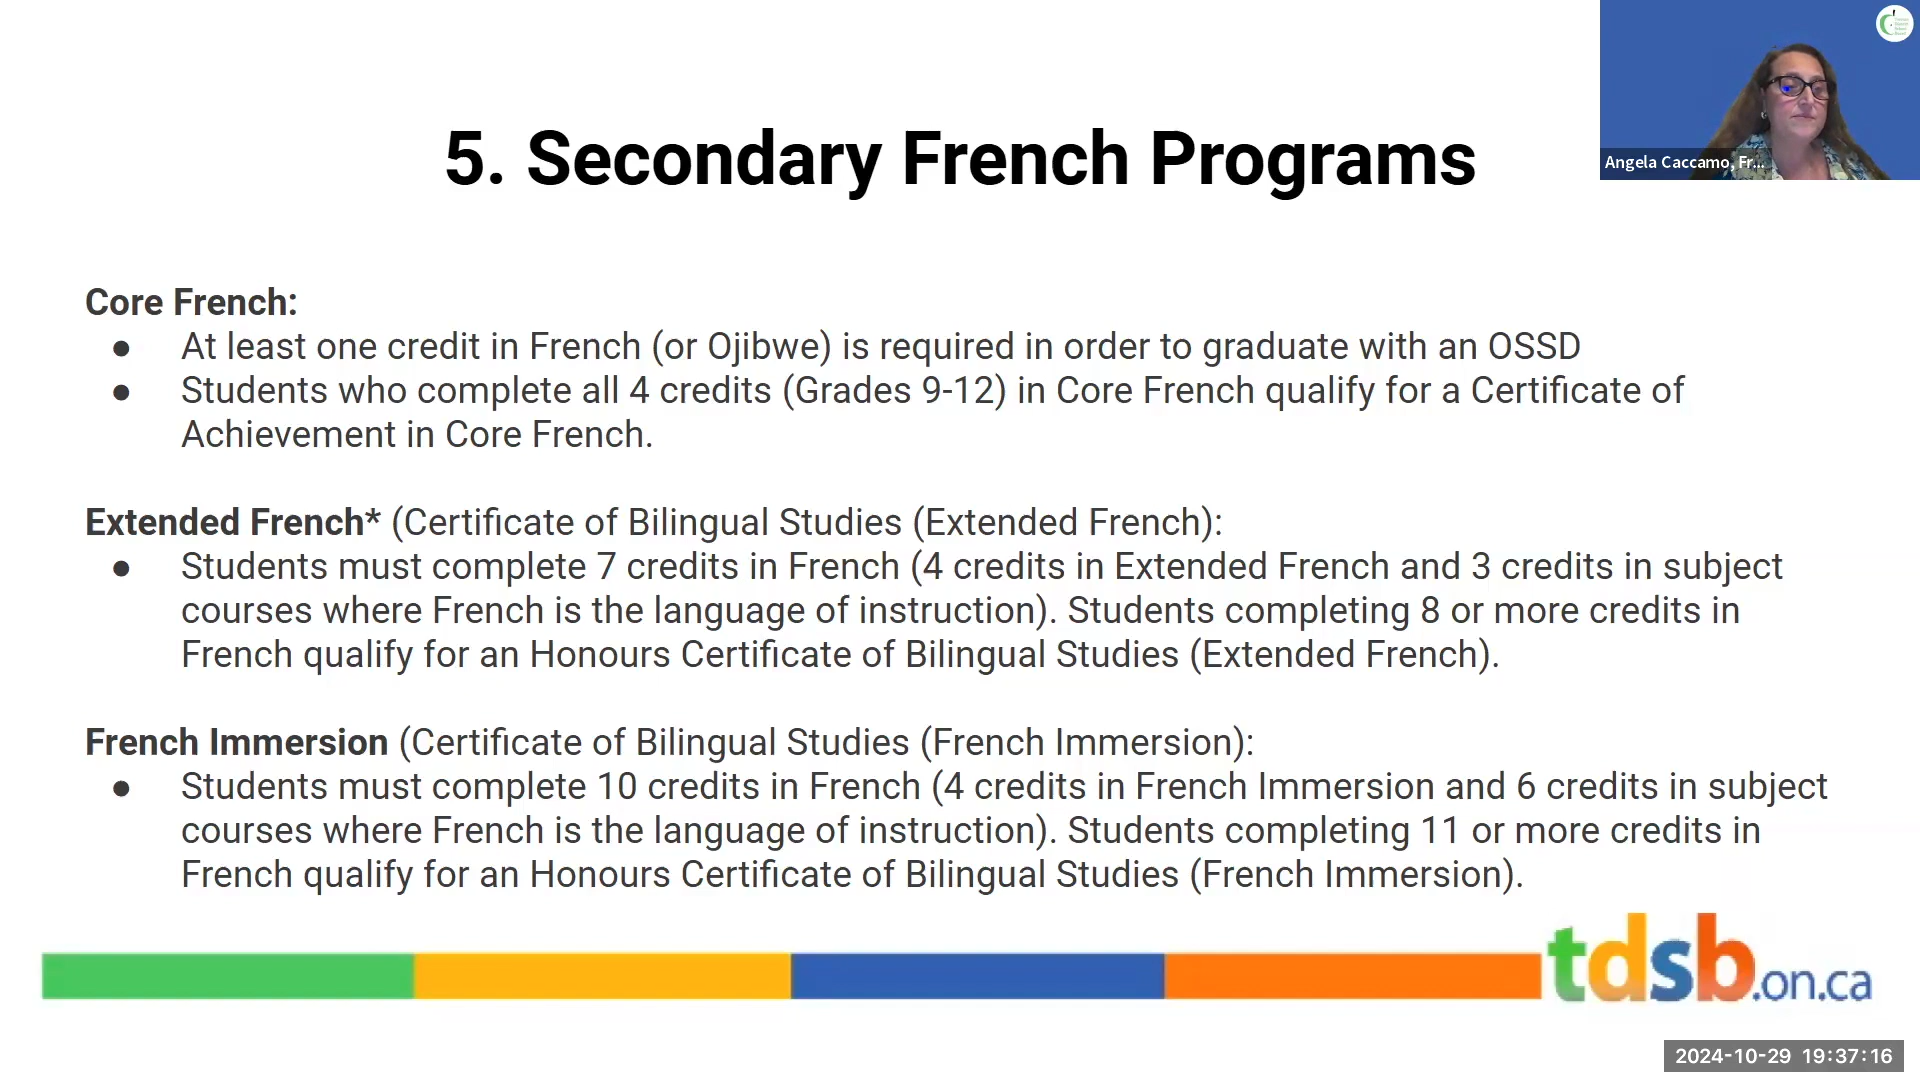 5. Secondary French Programs
Angela Caccamo, Fr...
Core French:
● At least one credit in French (or Ojibwe) is required in order to graduate with an OSSD
● Students who complete all 4 credits (Grades 9-12) in Core French qualify for a Certificate of
Achievement in Core French.
Extended French* (Certificate of Bilingual Studies (Extended French):
● Students must complete 7 credits in French (4 credits in Extended French and 3 credits in subject
courses where French is the language of instruction). Students completing 8 or more credits in
French qualify for an Honours Certificate of Bilingual Studies (Extended French).
French Immersion (Certificate of Bilingual Studies (French Immersion):
● Students must complete 10 credits in French (4 credits in French Immersion and 6 credits in subject
courses where French is the language of instruction). Students completing 11 or more credits in
French qualify for an Honours Certificate of Bilingual Studies (French Immersion).
tdsb.on.ca
2024-10-29 19:37:16